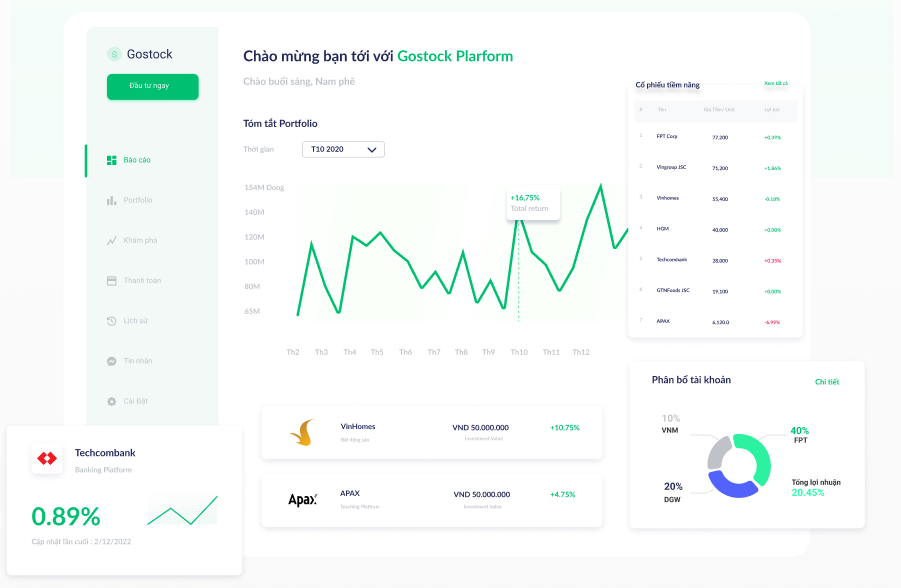 Gostock
Đầu tư ngay
Báo cáo
Portfolio
Khám phá
Thanh toán
Lịch sử
Tin nhắn
Cài Đặt
Chào mừng bạn tới với Gostock Plarform
Chào buổi sáng, Nam phê
Tóm tắt Portfolio
Thời gian
T10 2020
154M Dong
140M
120M
100M
80M
65M
+16,75%
Total return
Th2 Th3 Th4 Th5 Th6 Th7 Th8 Th9 Th10 Th11 Th12
Cổ phiếu tiềm năng
Xem tất cả
# Tên
1 FPT Corp 77,200 +0.39%
2 Vingroup JSC 71,200 +1.86%
3 Vinhomes 55,400 -0.18%
4 HGM 40,000 +0.00%
5 Techcombank 28,000 +0.35%
6 GTNFoods JSC 19,100 +0.00%
7 APAX 6,120.0 -6.99%
VinHomes
Bất động sản
VND 50.000.000
Investment Value
+10.75%
Apax
APAX
Teaching Platform
VND 50.000.000
Investment Value
+4.75%
Phân bổ tài khoản
Chi tiết
10%
VNM
40%
FPT
20%
DGW
Tổng lợi nhuận
20.45%
Techcombank
Banking Platform
0.89%
Cập nhật lần cuối : 2/12/2022